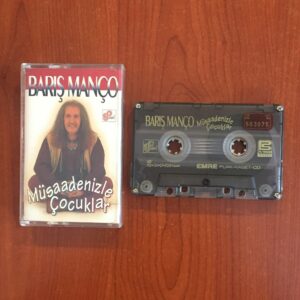 BARIŞ MANÇO
Müsaadenizle
Çocuklar
BARIŞ MANÇO
Müsaadenizle
Çocuklar
EMRE